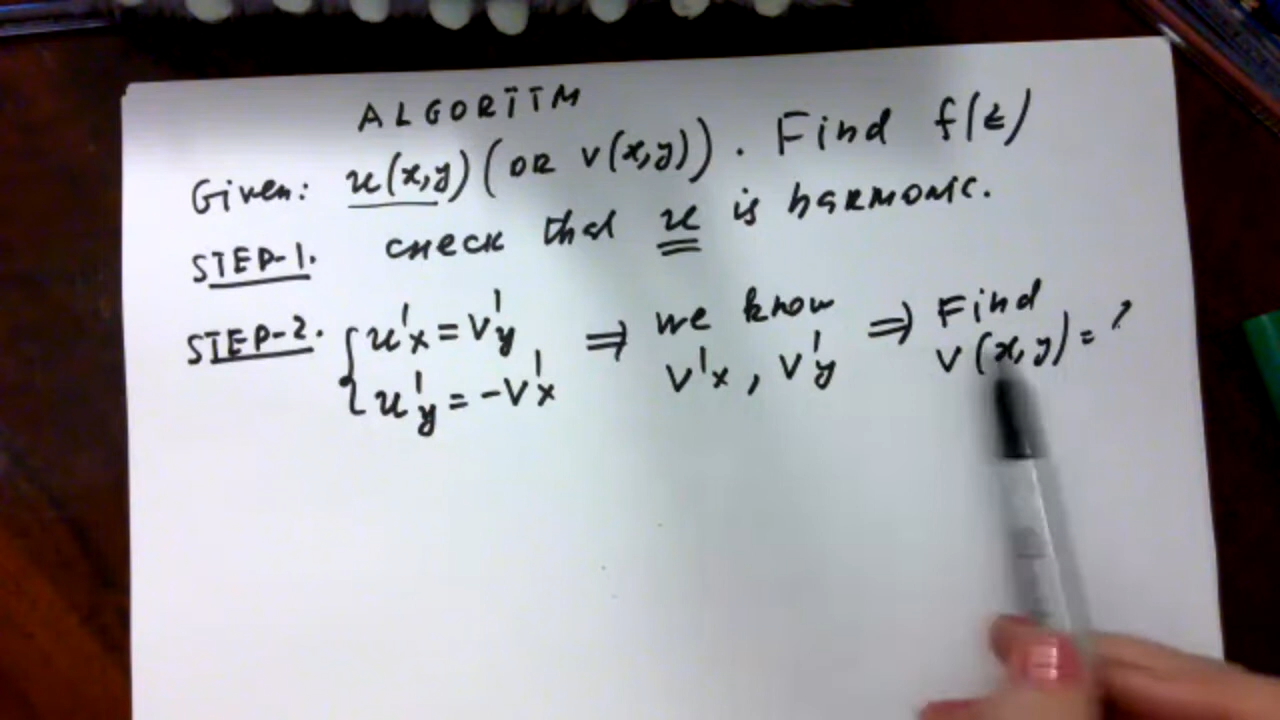 ALGORITM
Given: u(x,y) (OR v(x,y)). Find f(z)
STEP-1. check that u is harmonic.
STEP-2. { u'x = v'y ⇒ we know ⇒ Find
u'y = -v'x v'x, v'y v(x,y)=?